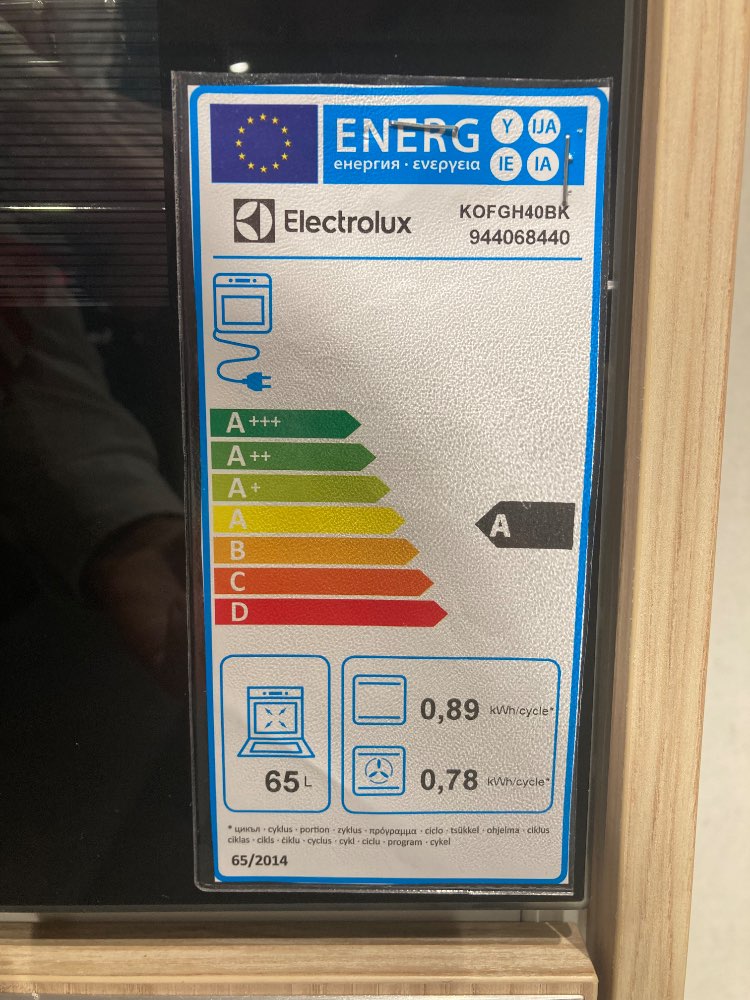 ENERG Y IJA
енергия · ενεργεια IE IA
Electrolux KOFGH40BK
944068440
A+++
A++
A+
A
A
B
C
D
0,89 kWh/cycle*
65 L 0,78 kWh/cycle*
* цикъл · cyklus · portion · zyklus · πρόγραμμα · ciclo · tsükkel · ohjelma · ciklus
ciklas · cikls · ċiklu · cyclus · cykl · ciclu · program · cykel
65/2014